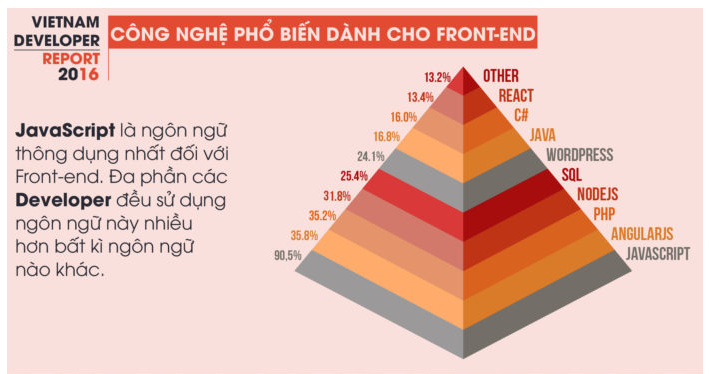 VIETNAM
DEVELOPER
REPORT
2016
CÔNG NGHỆ PHỔ BIẾN DÀNH CHO FRONT-END
JavaScript là ngôn ngữ
thông dụng nhất đối với
Front-end. Đa phần các
Developer đều sử dụng
ngôn ngữ này nhiều
hơn bất kì ngôn ngữ
nào khác.
13.2% OTHER
13.4% REACT
16.0% C#
16.8% JAVA
24.1% WORDPRESS
25.4% SQL
31.8% NODEJS
35.2% PHP
35.8% ANGULARJS
90,5% JAVASCRIPT